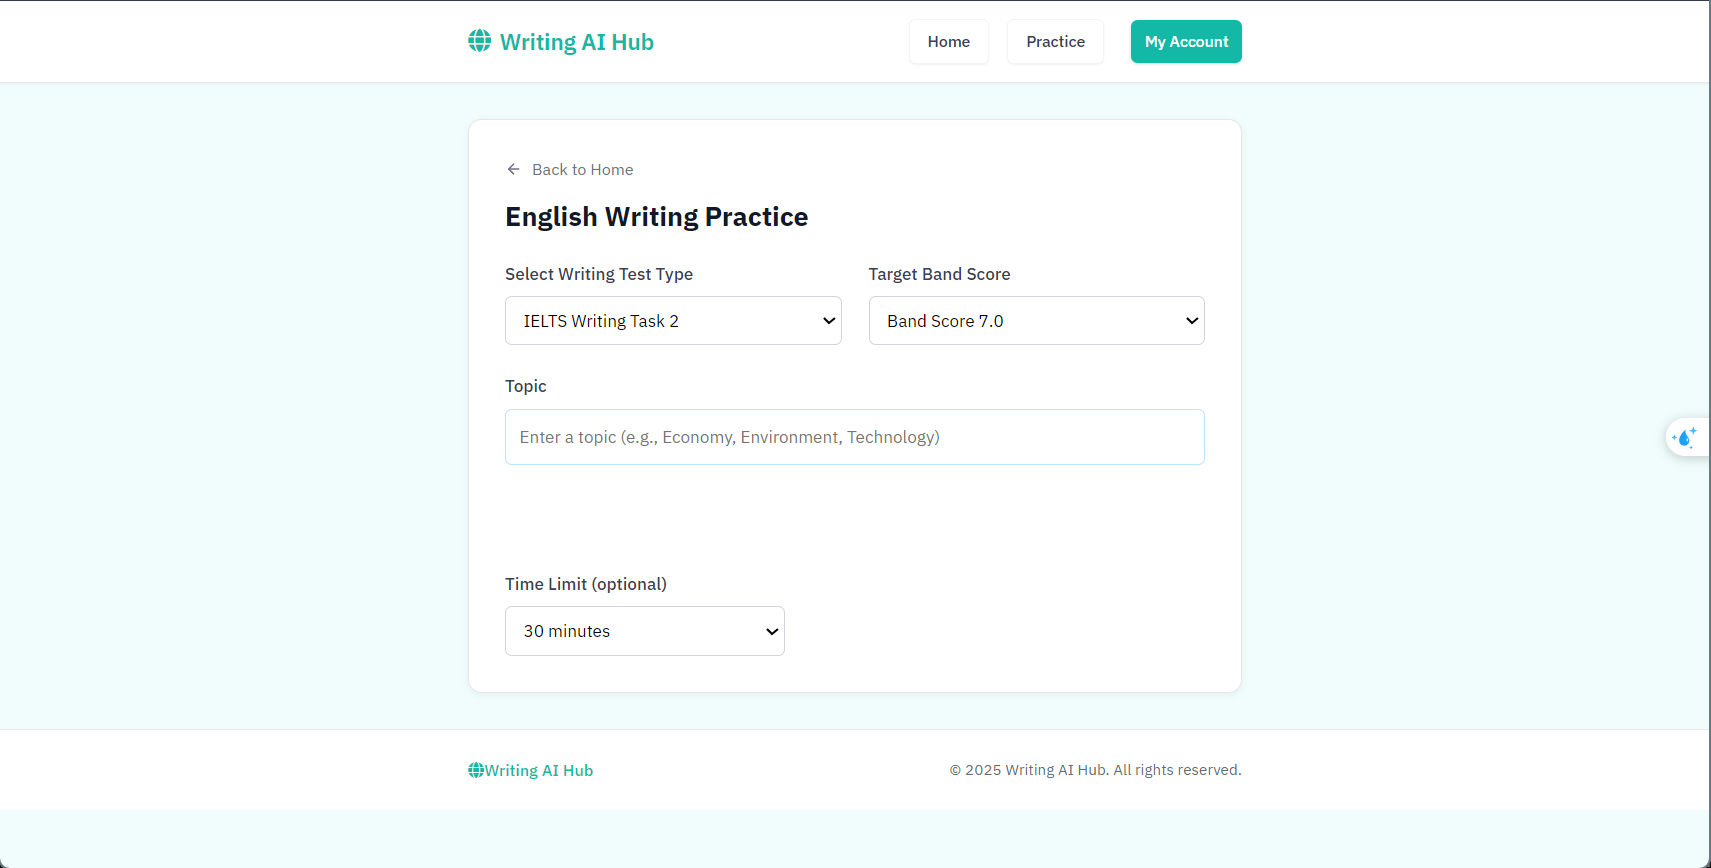 Writing AI Hub
Home
Practice
My Account
Back to Home
English Writing Practice
Select Writing Test Type
Target Band Score
IELTS Writing Task 2
Band Score 7.0
Topic
Enter a topic (e.g., Economy, Environment, Technology)
Time Limit (optional)
30 minutes
Writing AI Hub
© 2025 Writing AI Hub. All rights reserved.